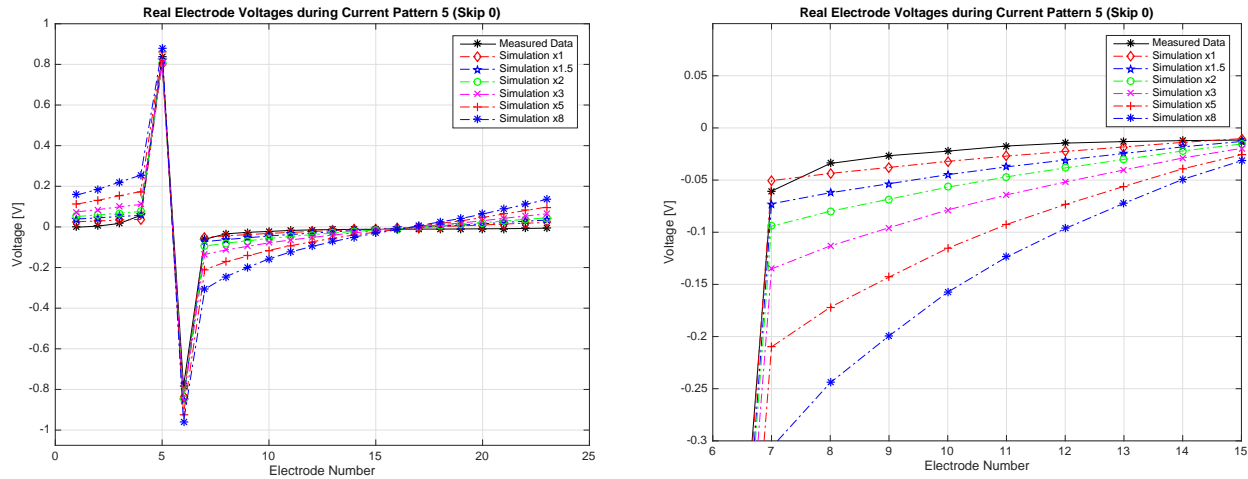 Real Electrode Voltages during Current Pattern 5 (Skip 0)
1
0.8
0.6
0.4
0.2
0
-0.2
-0.4
-0.6
-0.8
-1
Voltage [V]
Measured Data
Simulation x1
Simulation x1.5
Simulation x2
Simulation x3
Simulation x5
Simulation x8
0 5 10 15 20 25
Electrode Number
Real Electrode Voltages during Current Pattern 5 (Skip 0)
0.05
0
-0.05
-0.1
-0.15
-0.2
-0.25
-0.3
Voltage [V]
Measured Data
Simulation x1
Simulation x1.5
Simulation x2
Simulation x3
Simulation x5
Simulation x8
6 7 8 9 10 11 12 13 14 15
Electrode Number